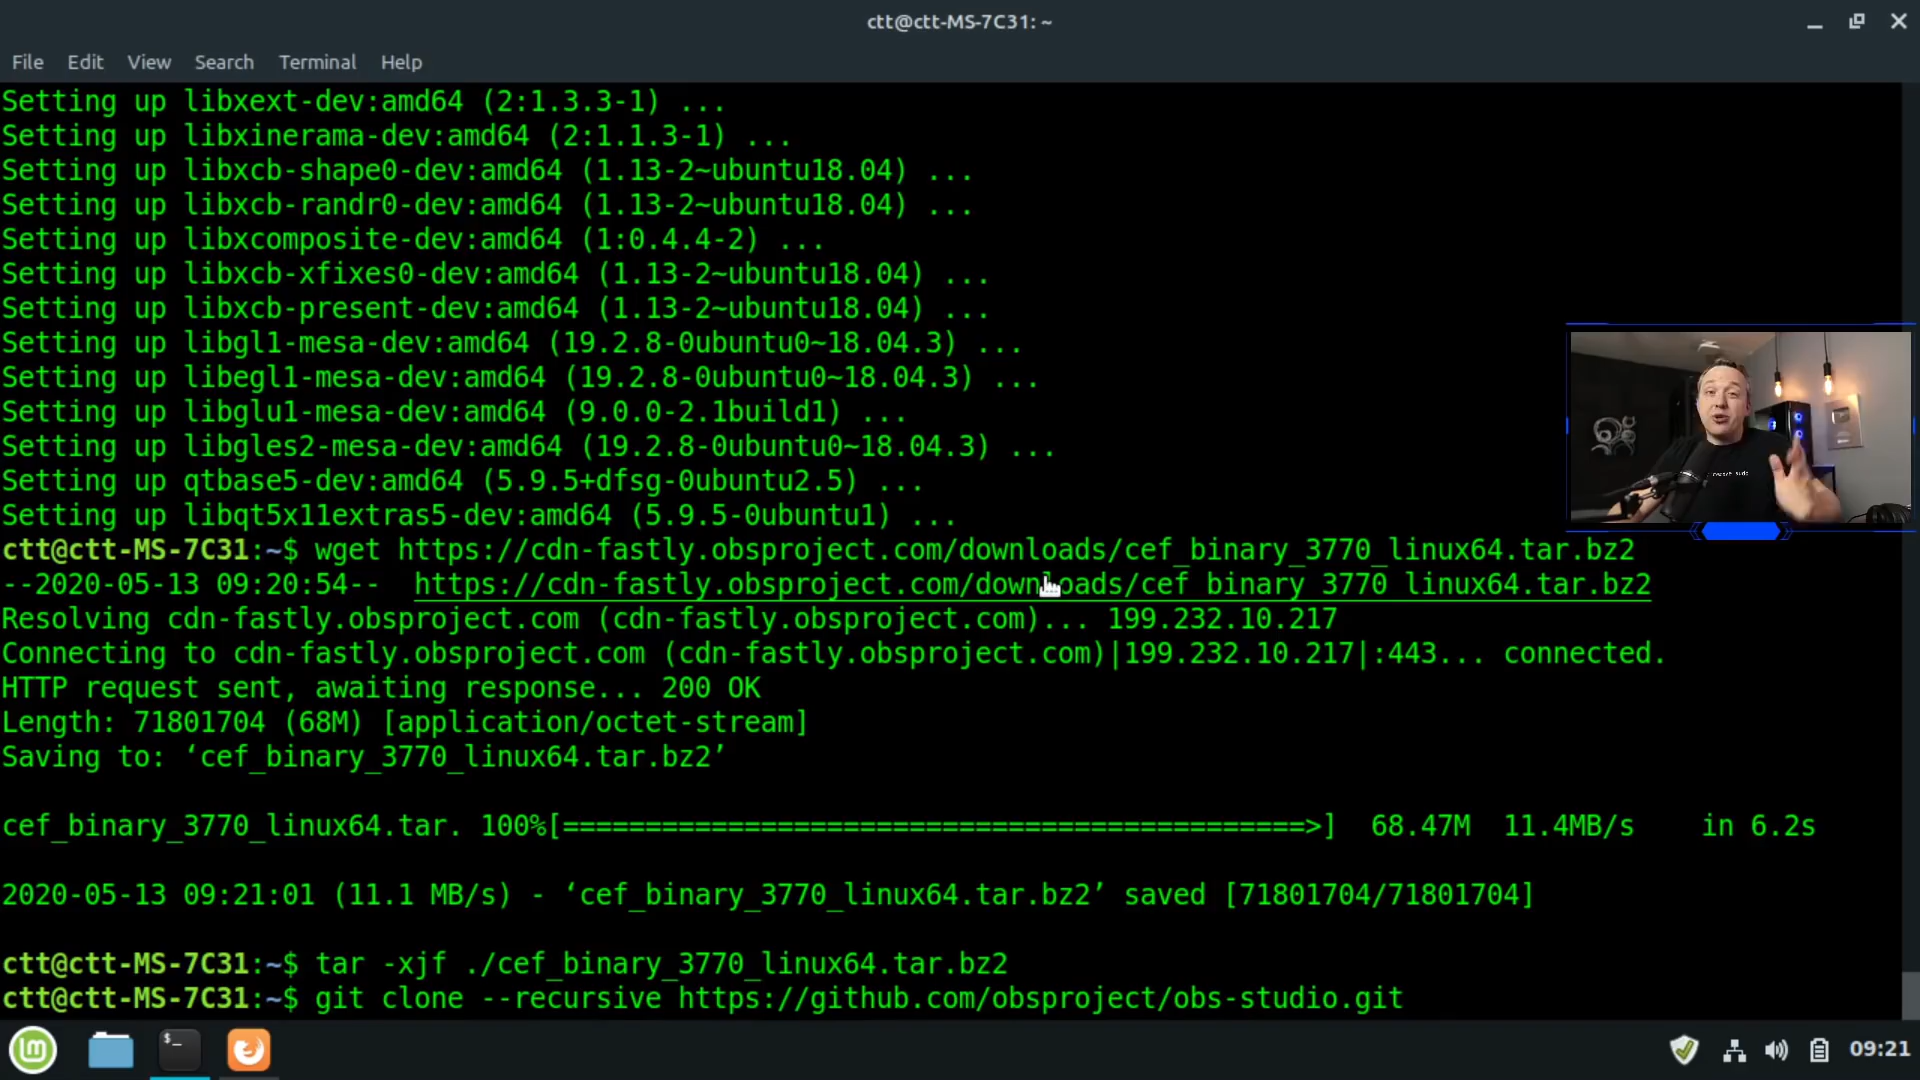 ctt@ctt-MS-7C31: ~
File Edit View Search Terminal Help
Setting up libxext-dev:amd64 (2:1.3.3-1) ...
Setting up libxinerama-dev:amd64 (2:1.1.3-1) ...
Setting up libxcb-shape0-dev:amd64 (1.13-2~ubuntu18.04) ...
Setting up libxcb-randr0-dev:amd64 (1.13-2~ubuntu18.04) ...
Setting up libxcomposite-dev:amd64 (1:0.4.4-2) ...
Setting up libxcb-xfixes0-dev:amd64 (1.13-2~ubuntu18.04) ...
Setting up libxcb-present-dev:amd64 (1.13-2~ubuntu18.04) ...
Setting up libgl1-mesa-dev:amd64 (19.2.8-0ubuntu0~18.04.3) ...
Setting up libegl1-mesa-dev:amd64 (19.2.8-0ubuntu0~18.04.3) ...
Setting up libglu1-mesa-dev:amd64 (9.0.0-2.1build1) ...
Setting up libgles2-mesa-dev:amd64 (19.2.8-0ubuntu0~18.04.3) ...
Setting up qtbase5-dev:amd64 (5.9.5+dfsg-0ubuntu2.5) ...
Setting up libqt5x11extras5-dev:amd64 (5.9.5-0ubuntu1) ...
ctt@ctt-MS-7C31:~$ wget https://cdn-fastly.obsproject.com/downloads/cef_binary_3770_linux64.tar.bz2
--2020-05-13 09:20:54--  https://cdn-fastly.obsproject.com/downloads/cef_binary_3770_linux64.tar.bz2
Resolving cdn-fastly.obsproject.com (cdn-fastly.obsproject.com)... 199.232.10.217
Connecting to cdn-fastly.obsproject.com (cdn-fastly.obsproject.com)|199.232.10.217|:443... connected.
HTTP request sent, awaiting response... 200 OK
Length: 71801704 (68M) [application/octet-stream]
Saving to: ‘cef_binary_3770_linux64.tar.bz2’
cef_binary_3770_linux64.tar. 100%[=============================================>]  68.47M  11.4MB/s    in 6.2s
2020-05-13 09:21:01 (11.1 MB/s) - ‘cef_binary_3770_linux64.tar.bz2’ saved [71801704/71801704]
ctt@ctt-MS-7C31:~$ tar -xjf ./cef_binary_3770_linux64.tar.bz2
ctt@ctt-MS-7C31:~$ git clone --recursive https://github.com/obsproject/obs-studio.git
$_
09:21